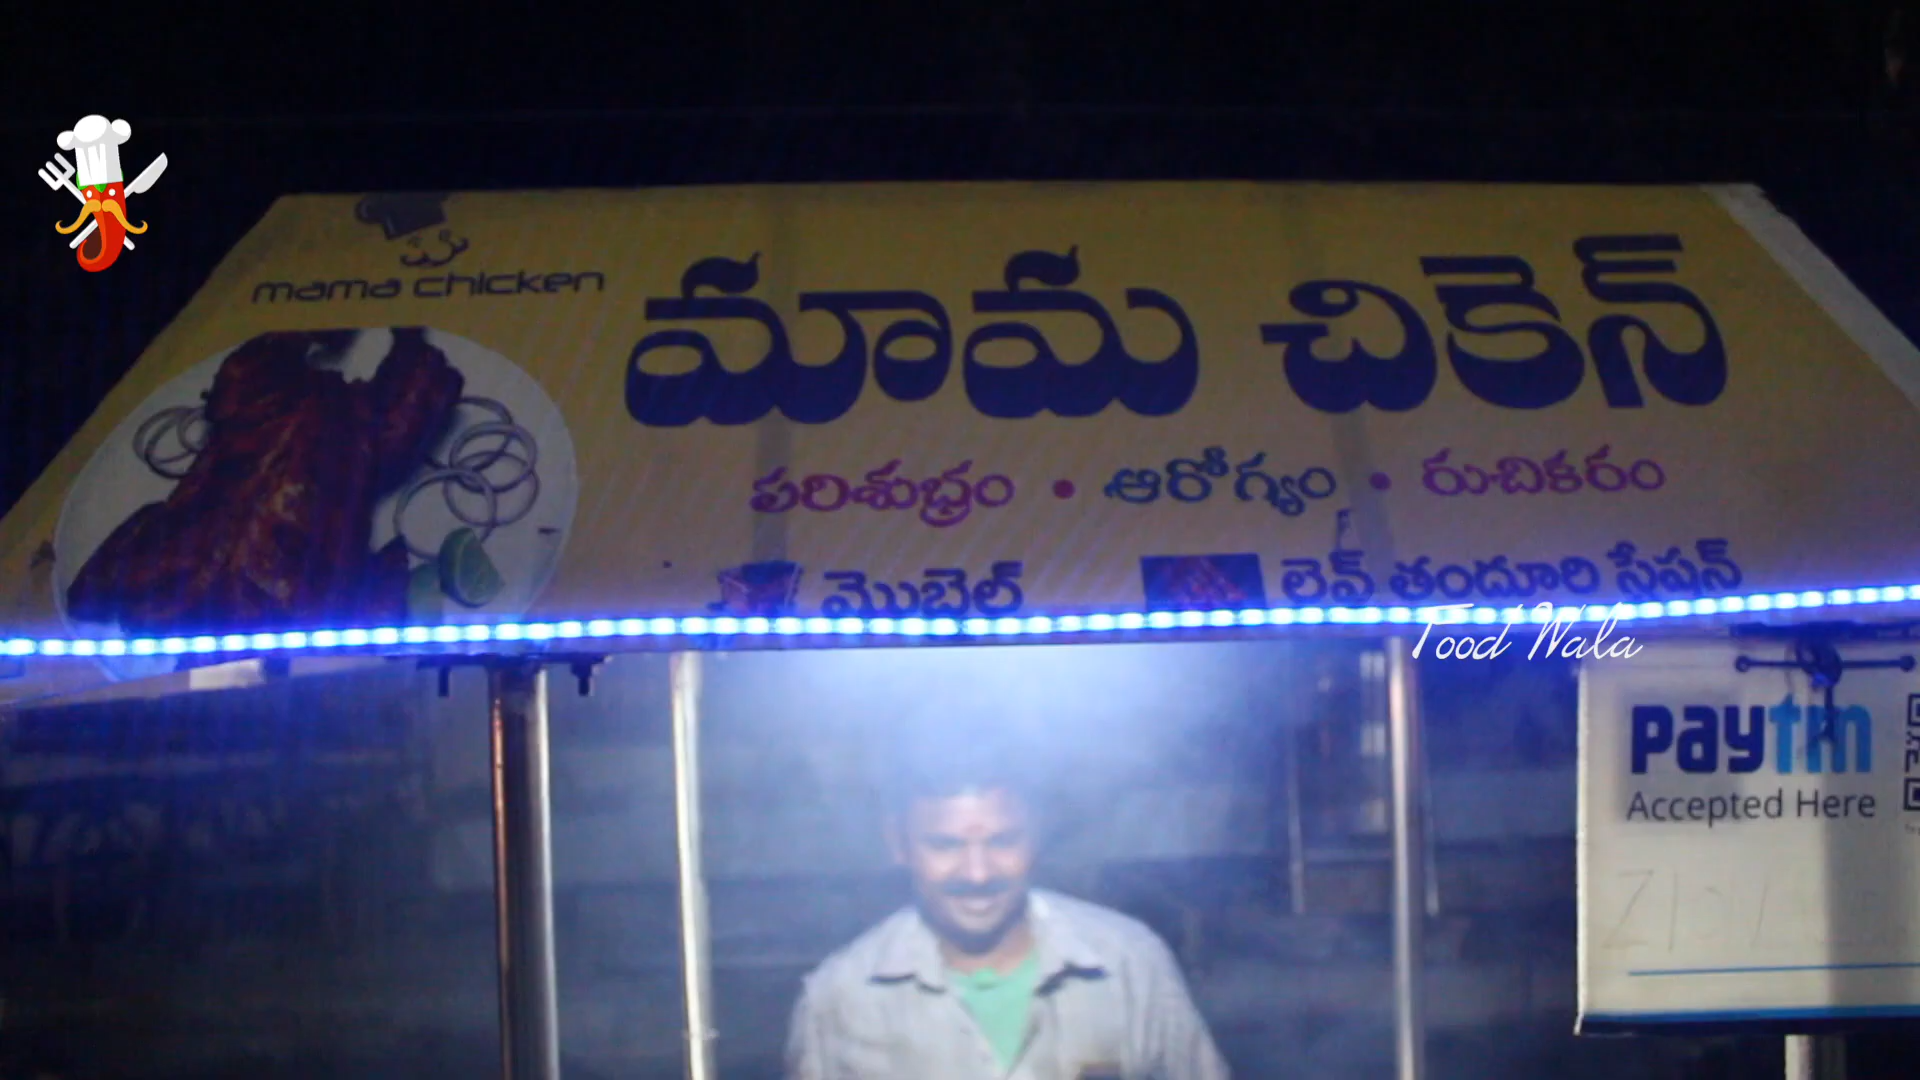 mama chicken
మామ చికెన్
పరిశుభ్రం • ఆరోగ్యం • రుచికరం
మొబైల్
లైవ్ తందూరి స్టేషన్
Food Wala
paytm
Accepted Here